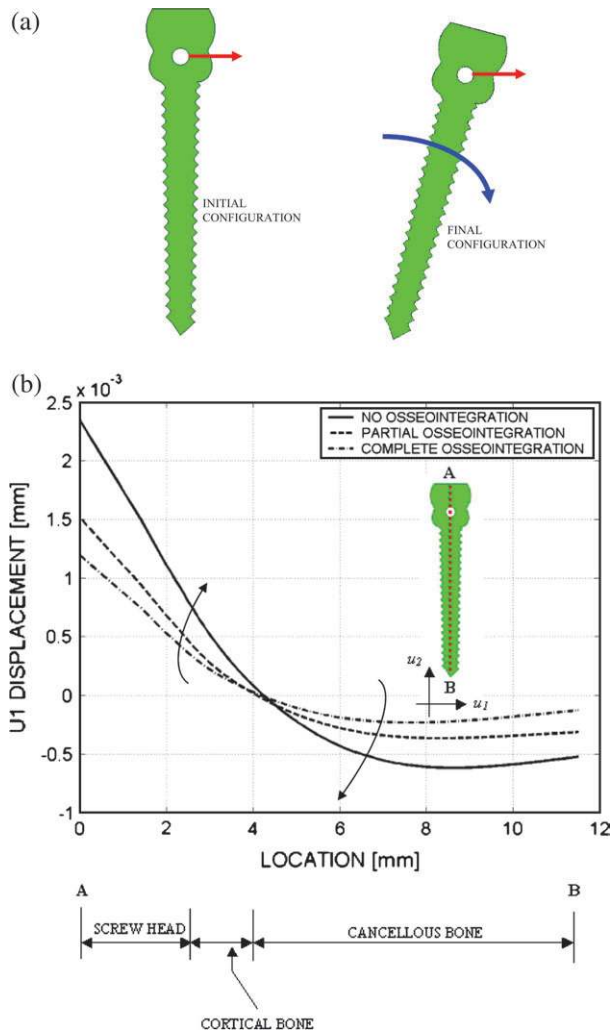 (a)
INITIAL
CONFIGURATION
FINAL
CONFIGURATION
(b)
x 10⁻³
2.5
2
1.5
1
0.5
0
-0.5
-1
U1 DISPLACEMENT [mm]
NO OSSEOINTEGRATION
PARTIAL OSSEOINTEGRATION
COMPLETE OSSEOINTEGRATION
A
B
u₂
u₁
0 2 4 6 8 10 12
LOCATION [mm]
A B
SCREW HEAD CANCELLOUS BONE
CORTICAL BONE